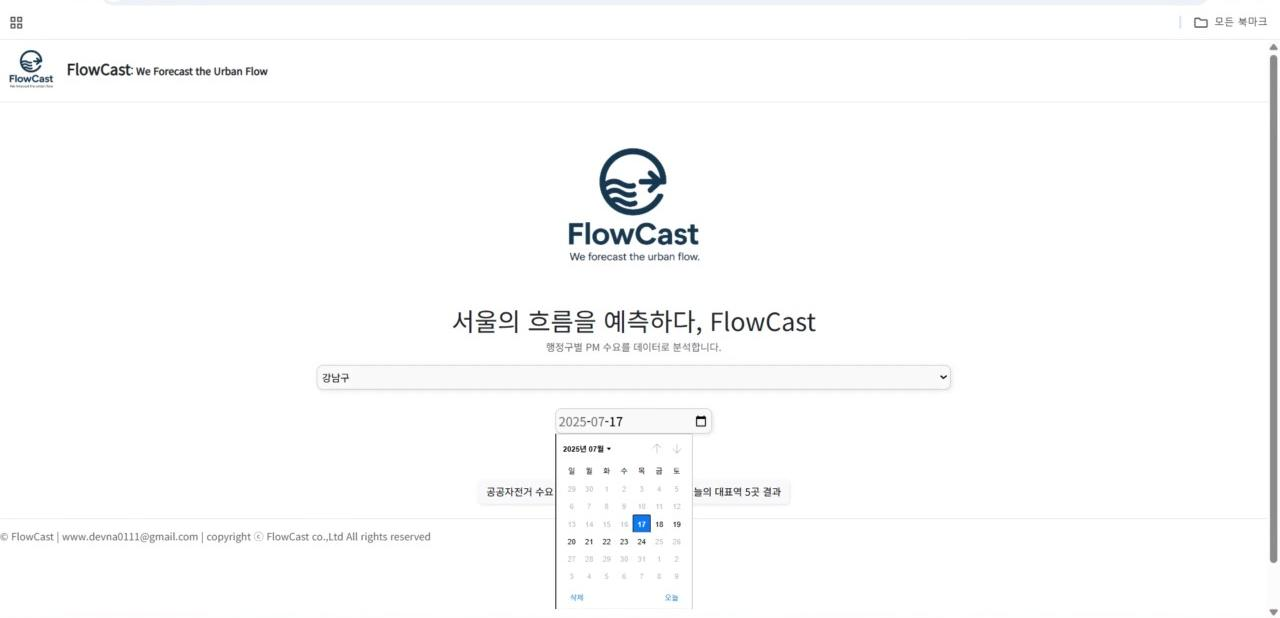 모든 북마크
FlowCast
We forecast the urban flow.
FlowCast: We Forecast the Urban Flow
FlowCast
We forecast the urban flow.
서울의 흐름을 예측하다, FlowCast
행정구별 PM 수요를 데이터로 분석합니다.
강남구
2025-07-17
2025년 07월
일 월 화 수 목 금 토
29 30 1 2 3 4 5
6 7 8 9 10 11 12
13 14 15 16 17 18 19
20 21 22 23 24 25 26
27 28 29 30 31 1 2
3 4 5 6 7 8 9
삭제 오늘
공공자전거 수요
늘의 대표역 5곳 결과
© FlowCast | www.devna0111@gmail.com | copyright ⓒ FlowCast co.,Ltd All rights reserved